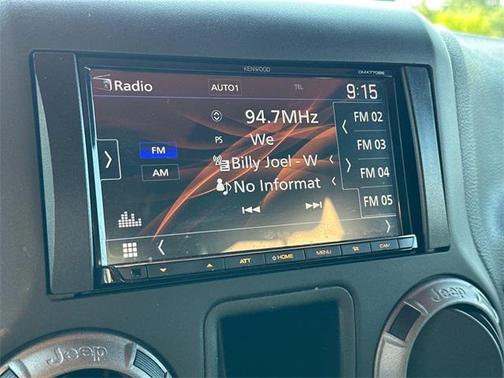 KENWOOD
DMX7706S
Radio
AUTO1
TEL
9:15
94.7MHz
FM 02
PS We
FM 03
FM
Billy Joel - W
AM
FM 04
No Informat
FM 05
ATT
HOME
MENU
CAM
Jeep
Jeep